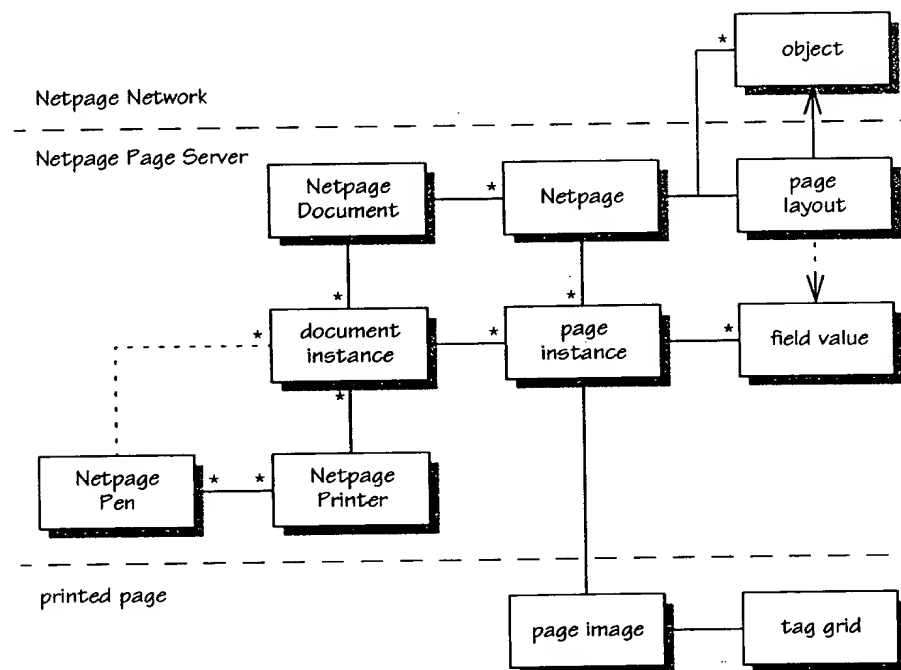 *
object
Netpage Network
Netpage Page Server
Netpage
Document
*
Netpage
*
page
layout
*
*
*
document
instance
*
page
instance
*
field value
*
Netpage
Pen
*
*
Netpage
Printer
printed page
page image
tag grid